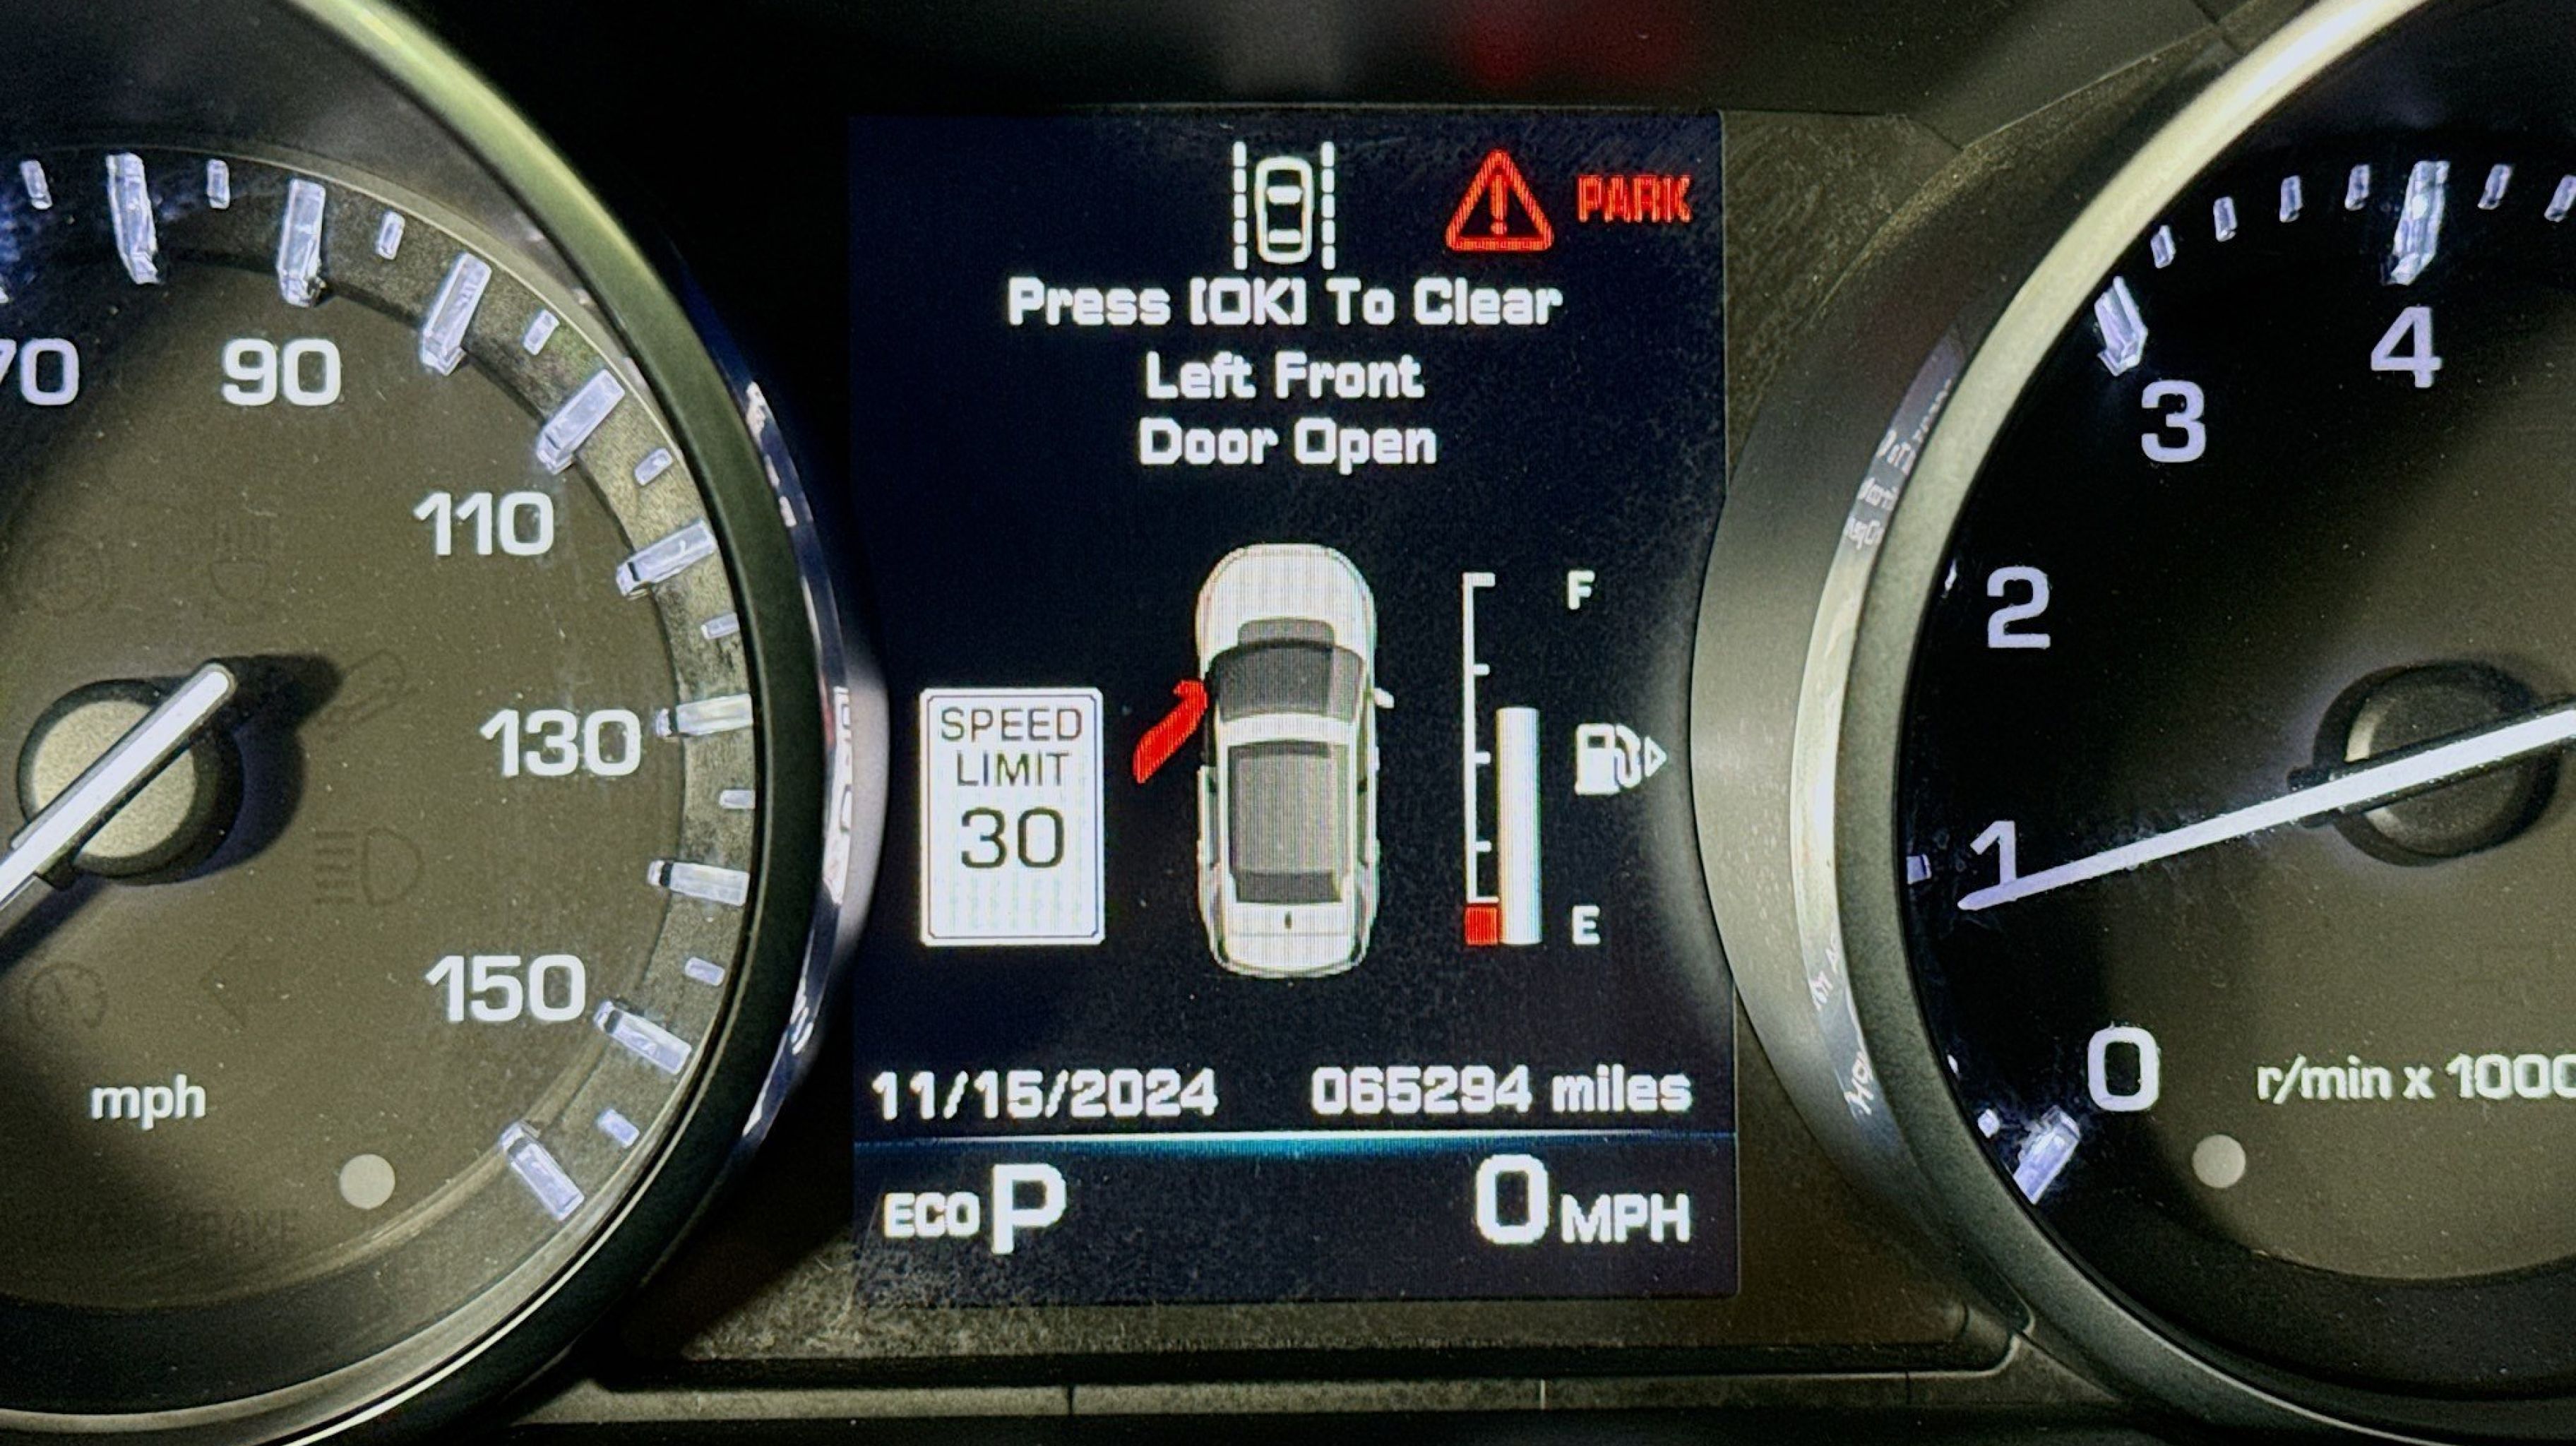 PARK
Press [OK] To Clear
Left Front
Door Open
SPEED
LIMIT
30
F
E
11/15/2024 065294 miles
ECO P 0 MPH
70
90
110
130
150
mph
4
3
2
1
0
r/min x 1000